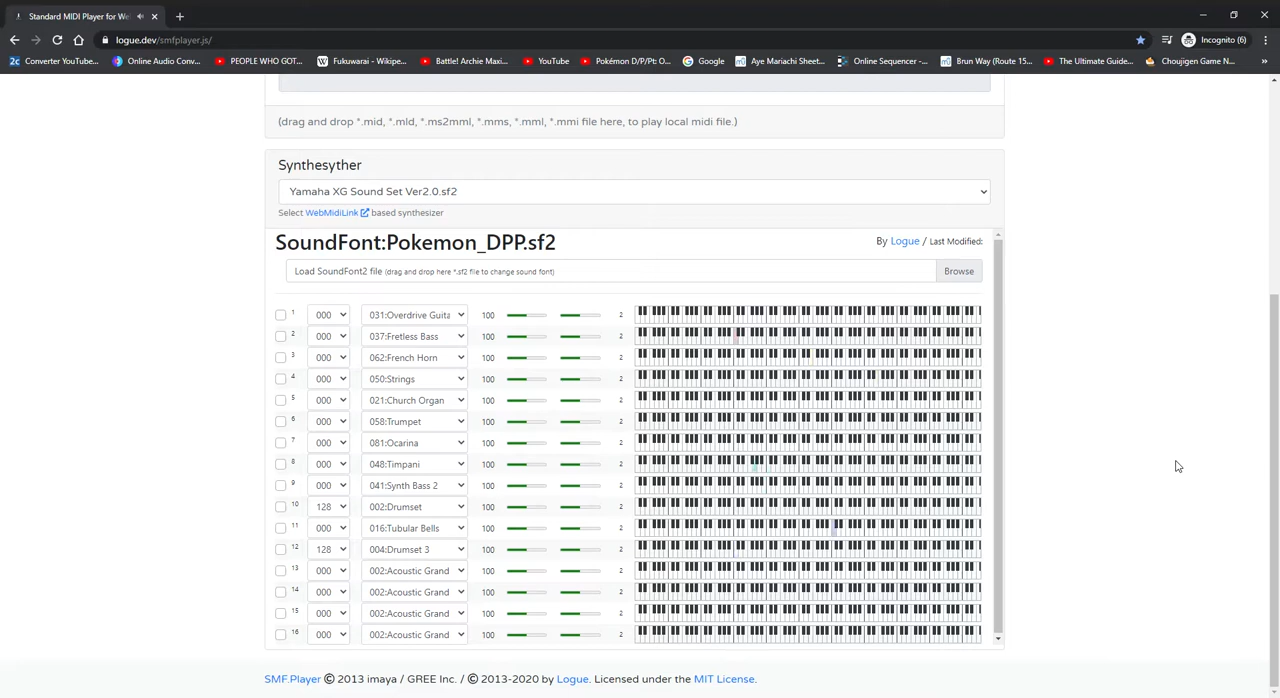 Standard MIDI Player for We
logue.dev/smfplayer.js/
Incognito (6)
Converter YouTube...
Online Audio Conv...
PEOPLE WHO GOT...
Fukuwarai - Wikipe...
Battle! Archie Maxi...
YouTube
Pokémon D/P/Pt: O...
Google
Aye Mariachi Sheet...
Online Sequencer -...
Brun Way (Route 15...
The Ultimate Guide...
Choujigen Game N...
»
(drag and drop *.mid, *.mld, *.ms2mml, *.mms, *.mml, *.mmi file here, to play local midi file.)
Synthesyther
Yamaha XG Sound Set Ver2.0.sf2
Select WebMidiLink based synthesizer
SoundFont:Pokemon_DPP.sf2
By Logue / Last Modified:
Load SoundFont2 file (drag and drop here *.sf2 file to change sound font)
Browse
1 000 031:Overdrive Guita 100 2
2 000 037:Fretless Bass 100 2
3 000 062:French Horn 100 2
4 000 050:Strings 100 2
5 000 021:Church Organ 100 2
6 000 058:Trumpet 100 2
7 000 081:Ocarina 100 2
8 000 048:Timpani 100 2
9 000 041:Synth Bass 2 100 2
10 128 002:Drumset 100 2
11 000 016:Tubular Bells 100 2
12 128 004:Drumset 3 100 2
13 000 002:Acoustic Grand 100 2
14 000 002:Acoustic Grand 100 2
15 000 002:Acoustic Grand 100 2
16 000 002:Acoustic Grand 100 2
SMF.Player © 2013 imaya / GREE Inc. / © 2013-2020 by Logue. Licensed under the MIT License.